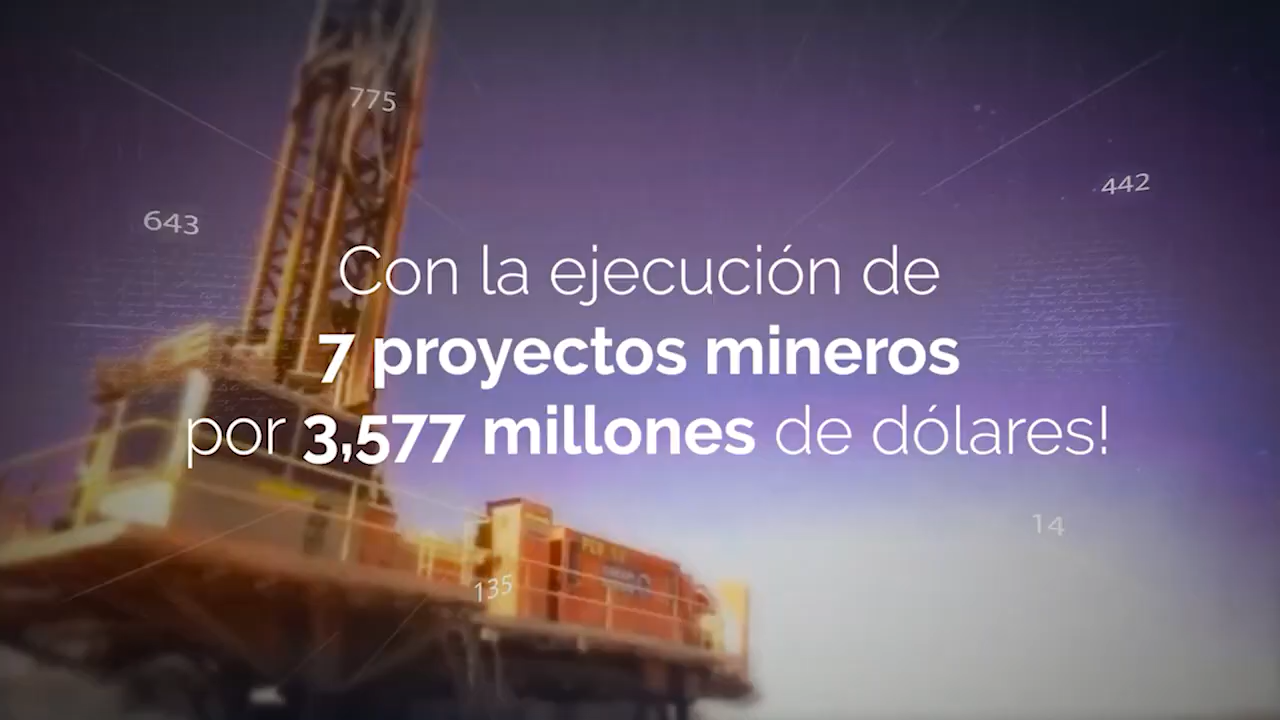 775
442
643
Con la ejecución de
7 proyectos mineros
por 3,577 millones de dólares!
14
135